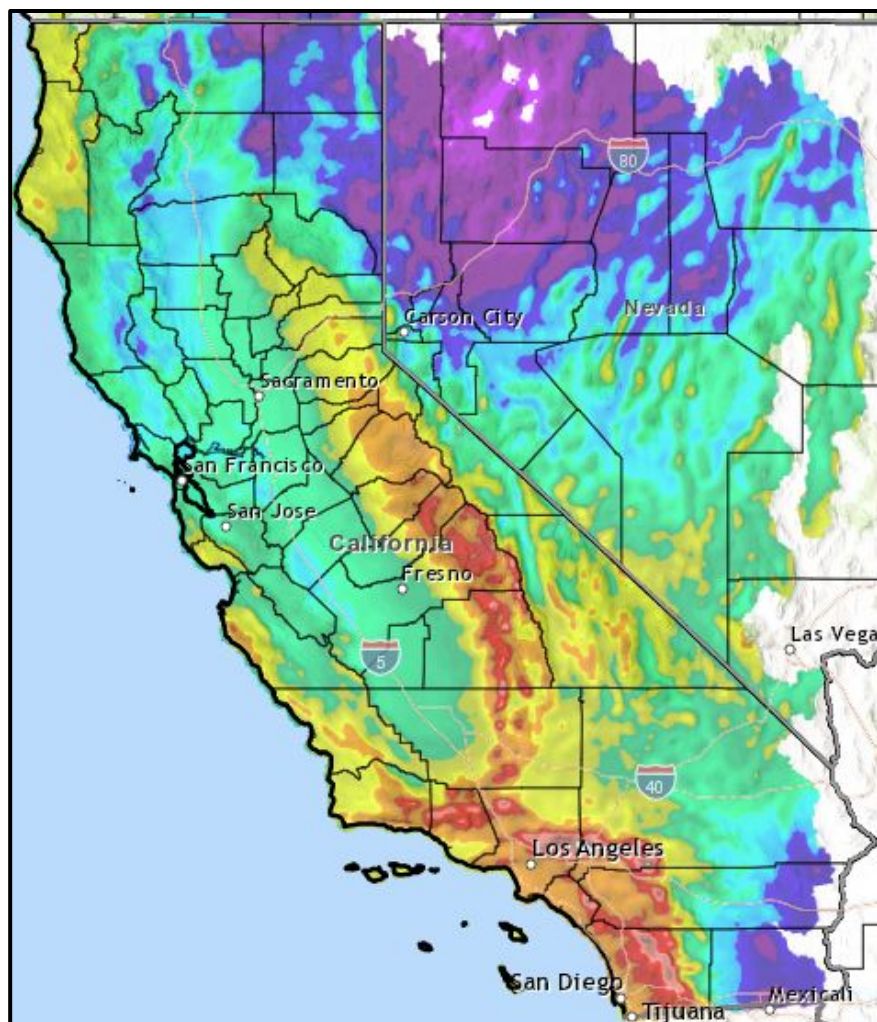 80
Nevada
Carson City
Sacramento
San Francisco
San Jose
California
Fresno
Las Vega
5
40
Los Angeles
San Diego
Mexicali
Tijuana